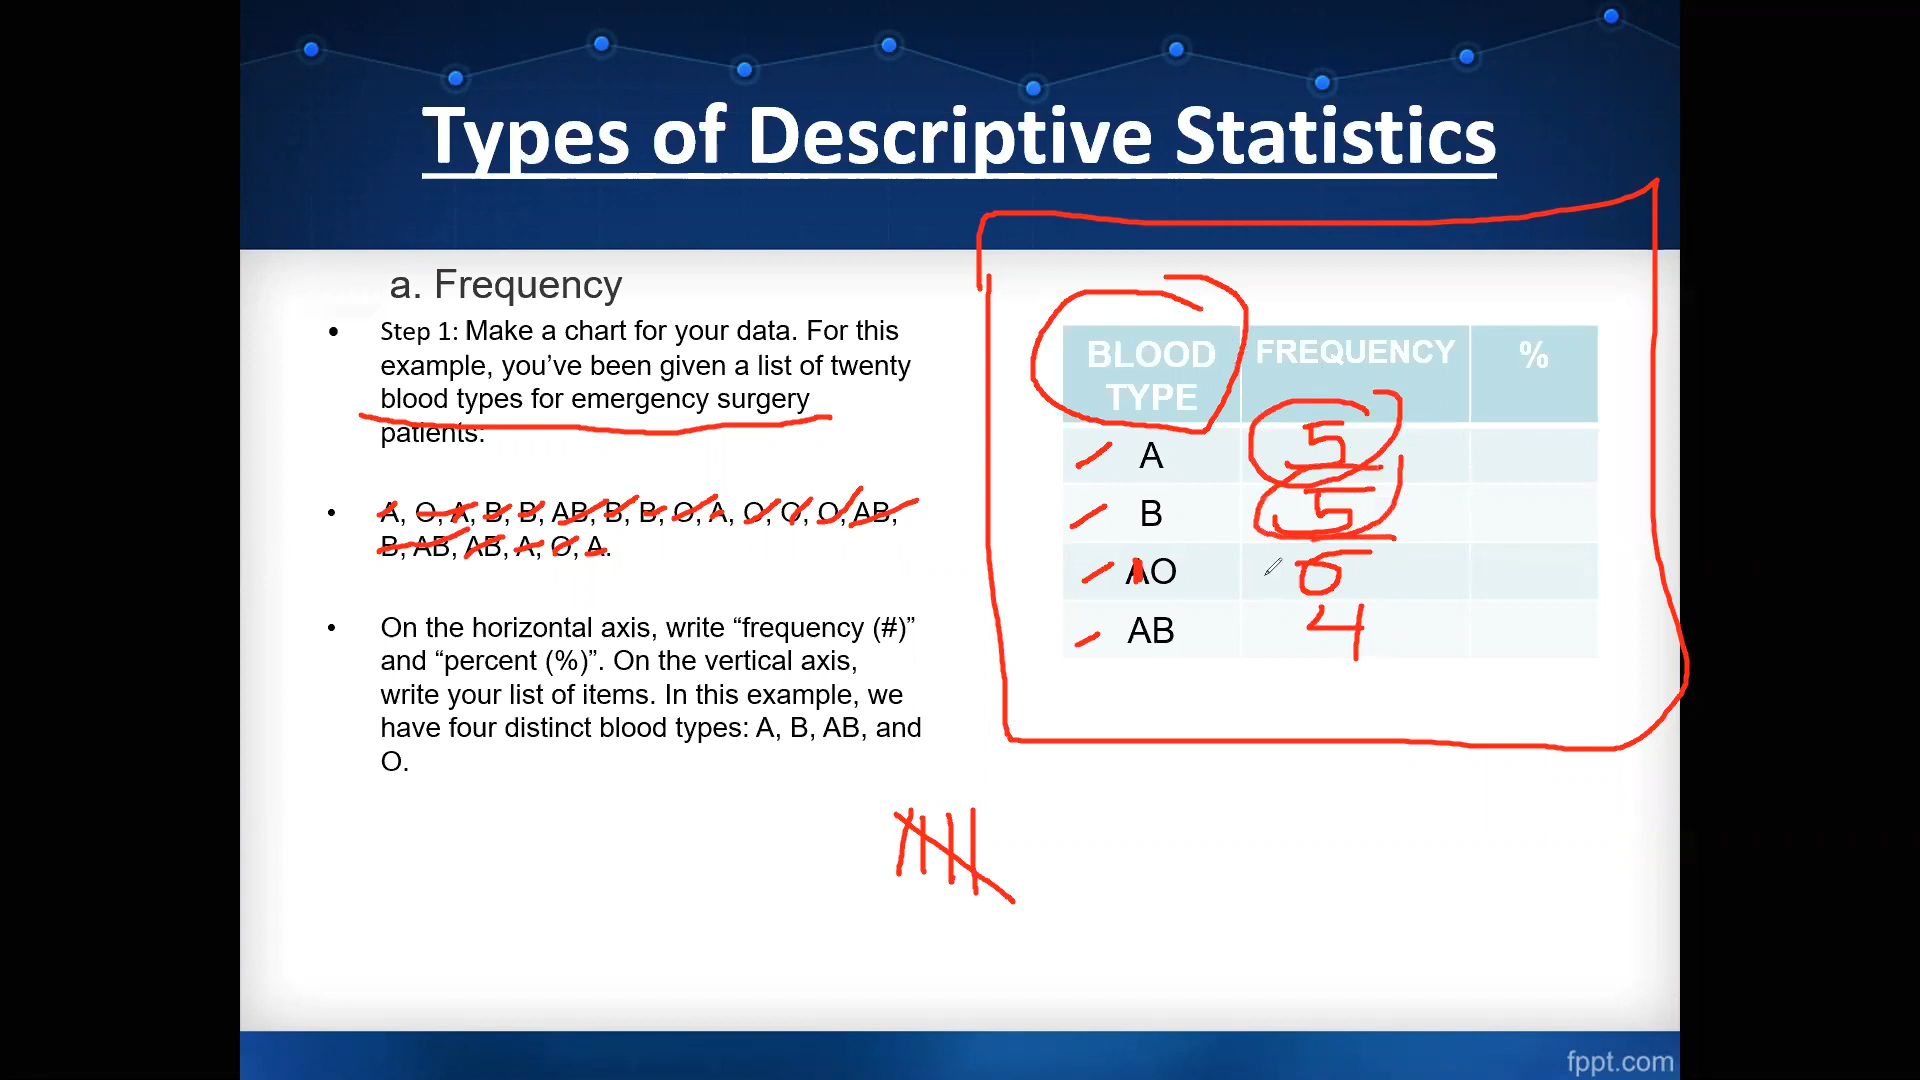 Types of Descriptive Statistics
a. Frequency
• Step 1: Make a chart for your data. For this
example, you’ve been given a list of twenty
blood types for emergency surgery
patients:
• A, O, A, B, B, AB, B, B, O, A, O, O, O, AB,
B, AB, AB, A, O, A.
• On the horizontal axis, write “frequency (#)”
and “percent (%)”. On the vertical axis,
write your list of items. In this example, we
have four distinct blood types: A, B, AB, and
O.
BLOOD TYPE FREQUENCY %
A 5
B 5
AO
AB 4
fppt.com